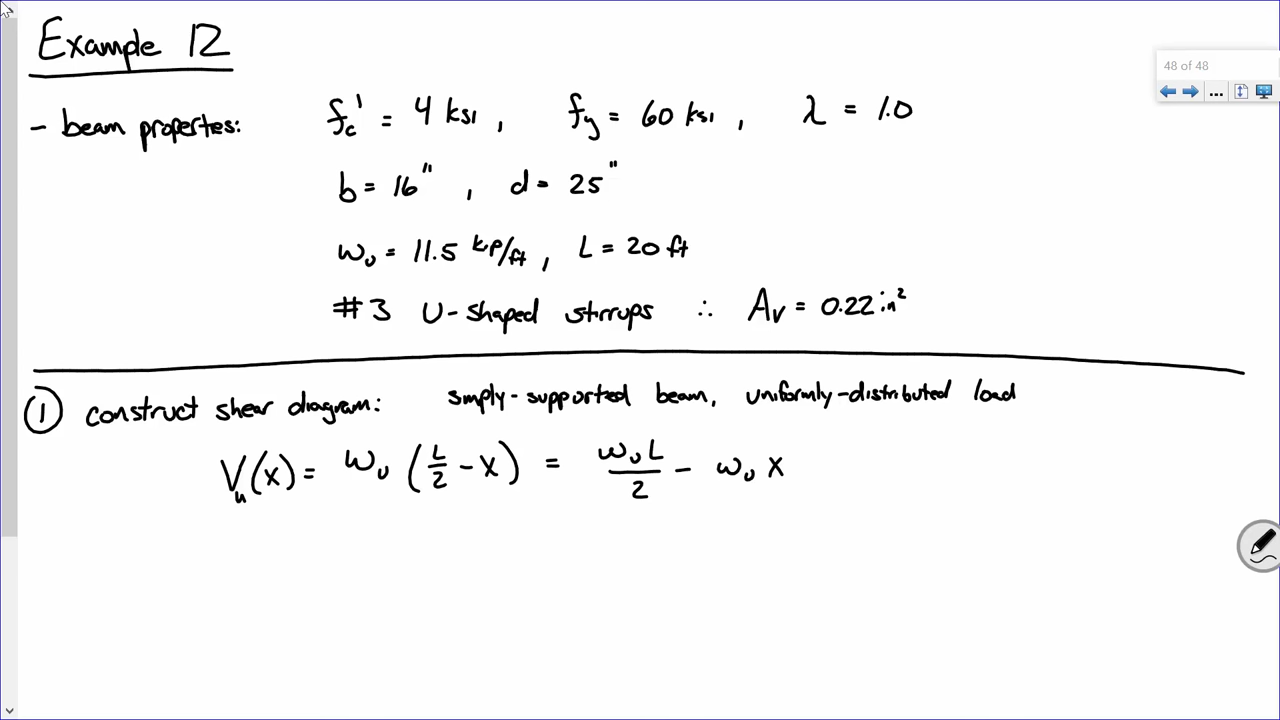 Example 12
48 of 48
...
- beam propertes: fc' = 4 ksi, fy = 60 ksi, λ = 1.0
b = 16", d = 25"
wᵤ = 11.5 kip/ft, L = 20 ft
#3 U-shaped stirrups ∴ Aᵥ = 0.22 in²
① construct shear diagram: simply-supported beam, uniformly-distributed load
Vᵤ(x) = wᵤ (L/2 - x) = wᵤL/2 - wᵤ x